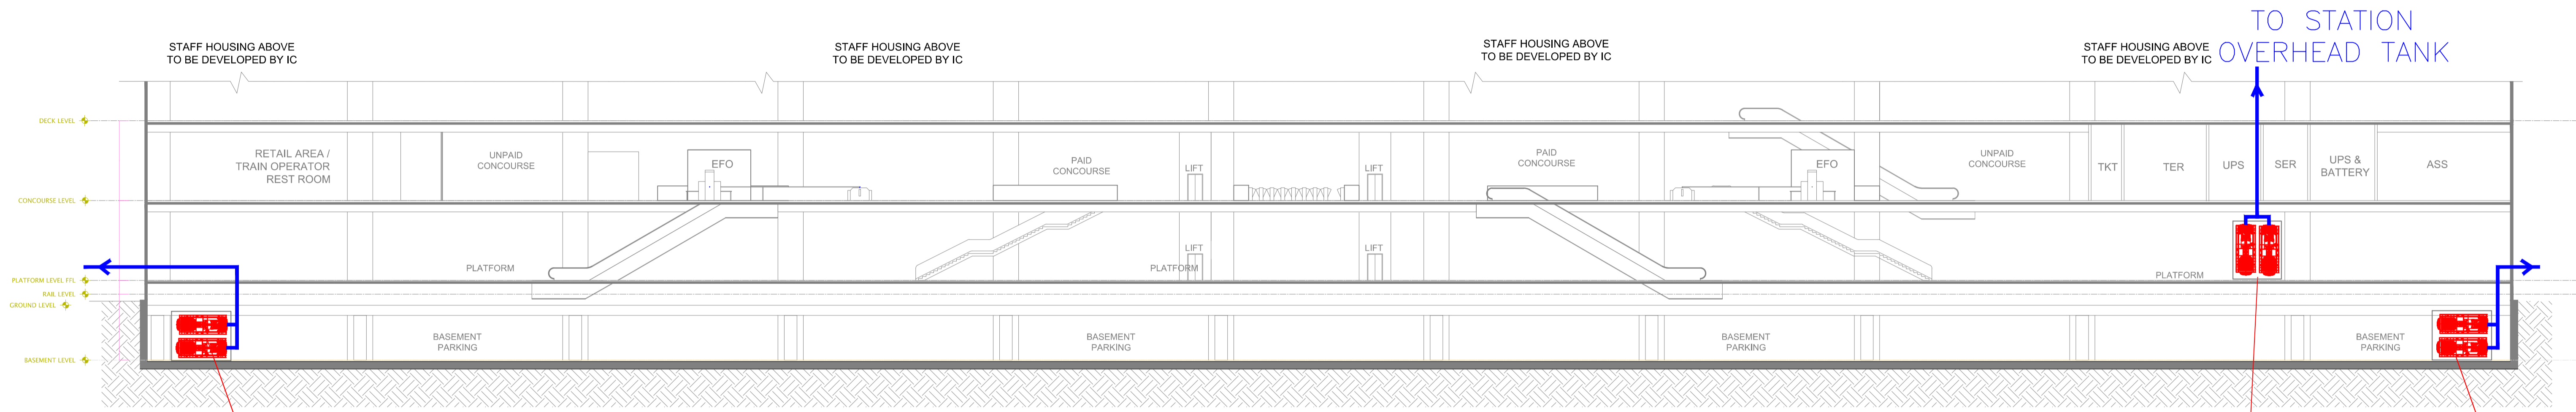 TO STATION
OVERHEAD TANK
STAFF HOUSING ABOVE
TO BE DEVELOPED BY IC
STAFF HOUSING ABOVE
TO BE DEVELOPED BY IC
STAFF HOUSING ABOVE
TO BE DEVELOPED BY IC
STAFF HOUSING ABOVE
TO BE DEVELOPED BY IC
DECK LEVEL
RETAIL AREA /
TRAIN OPERATOR
REST ROOM
UNPAID
CONCOURSE
EFO
PAID
CONCOURSE
LIFT
LIFT
PAID
CONCOURSE
EFO
UNPAID
CONCOURSE
TKT
TER
UPS
SER
UPS &
BATTERY
ASS
CONCOURSE LEVEL
LIFT
LIFT
PLATFORM
PLATFORM
PLATFORM
PLATFORM LEVEL FFL
RAIL LEVEL
GROUND LEVEL
BASEMENT
PARKING
BASEMENT
PARKING
BASEMENT
PARKING
BASEMENT
PARKING
BASEMENT LEVEL